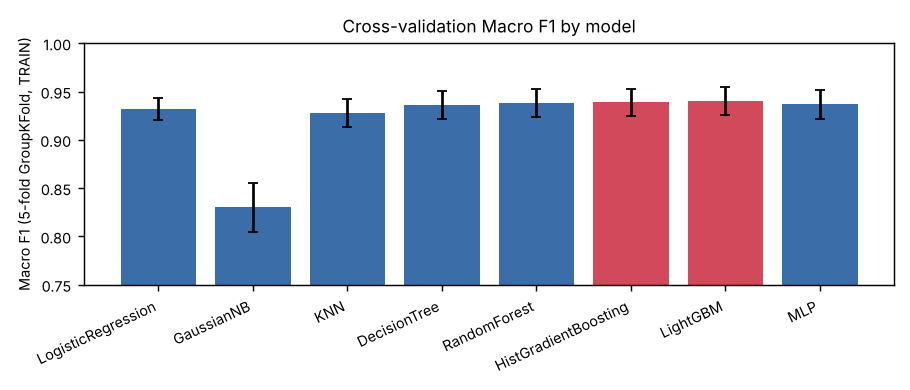 Cross-validation Macro F1 by model
Macro F1 (5-fold GroupKFold, TRAIN)
1.00
0.95
0.90
0.85
0.80
0.75
LogisticRegression
GaussianNB
KNN
DecisionTree
RandomForest
HistGradientBoosting
LightGBM
MLP